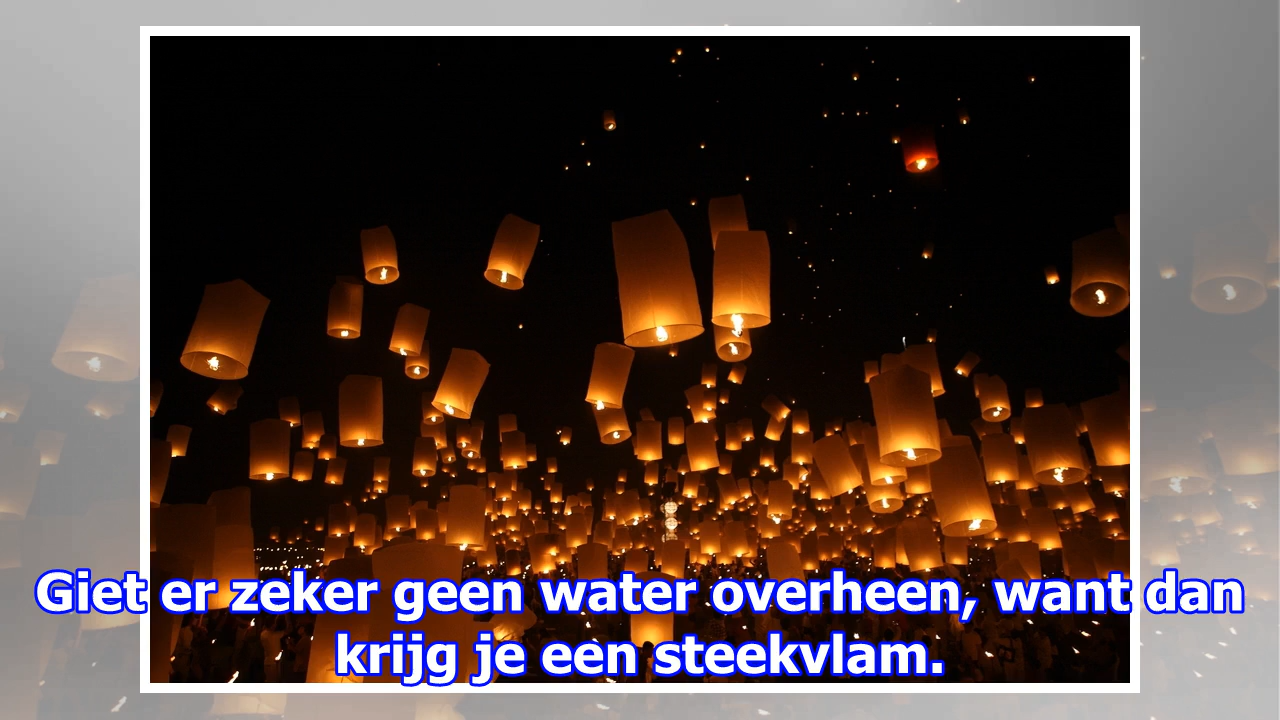 Giet er zeker geen water overheen, want dan
krijg je een steekvlam.